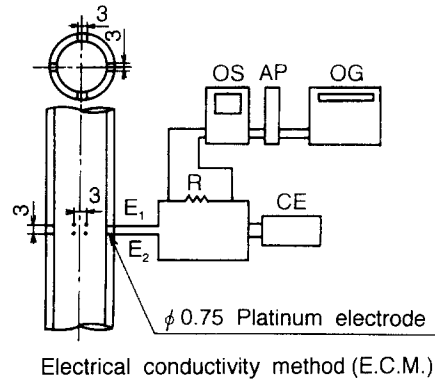 3
3
OS AP OG
R
3
3
E₁
CE
E₂
ϕ 0.75 Platinum electrode
Electrical conductivity method (E.C.M.)